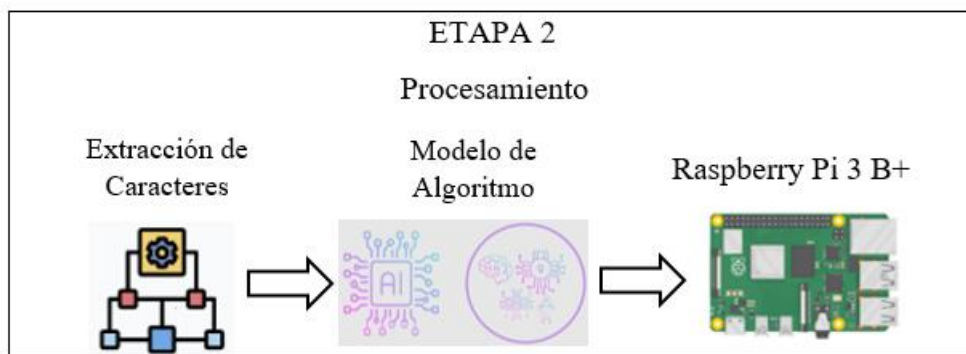 ETAPA 2
Procesamiento
Extracción de
Caracteres
Modelo de
Algoritmo
Raspberry Pi 3 B+
AI